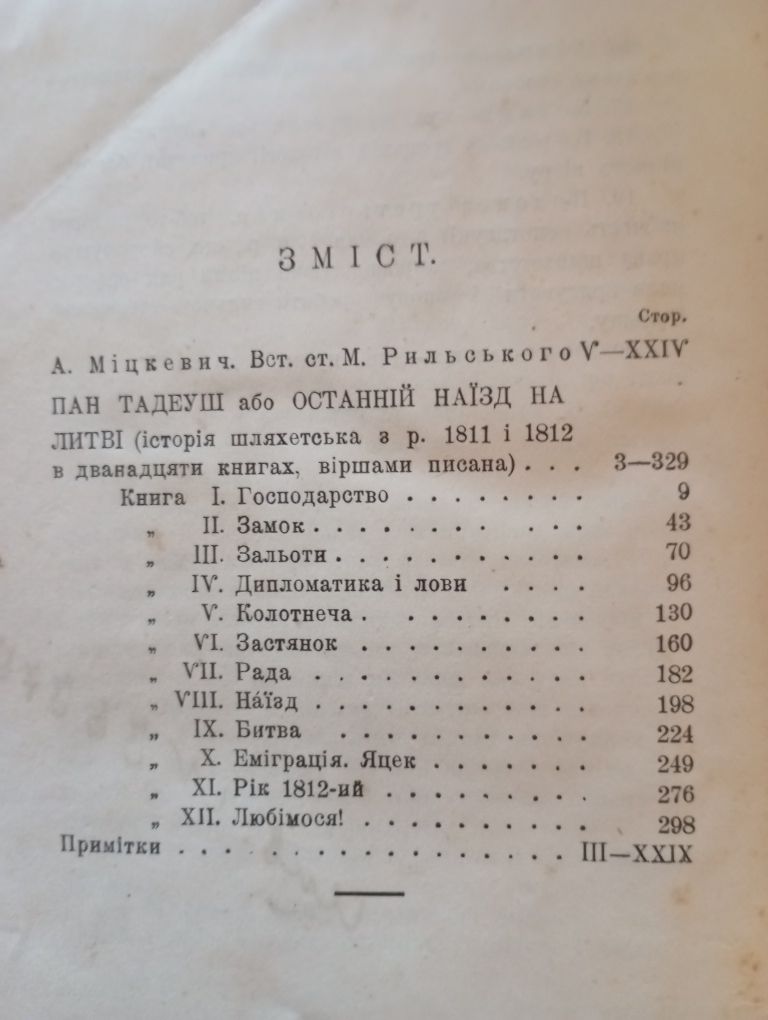 ЗМІСТ.
Стор.
А. Міцкевич. Вст. ст. М. Рильського V—XXIV
ПАН ТАДЕУШ або ОСТАННІЙ НАЇЗД НА
ЛИТВІ (історія шляхетська з р. 1811 і 1812
в дванадцяти книгах, віршами писана) . . . 3—329
Книга I. Господарство . . . . . . . 9
„ II. Замок . . . . . . . . . . . 43
„ III. Зальоти . . . . . . . . . . 70
„ IV. Дипломатика і лови . . . . 96
„ V. Колотнеча . . . . . . . . 130
„ VI. Застянок . . . . . . . . . 160
„ VII. Рада . . . . . . . . . . . 182
„ VIII. На́їзд . . . . . . . . . . . 198
„ IX. Битва . . . . . . . . . . 224
„ X. Еміграція. Яцек . . . . . . 249
„ XI. Рік 1812-ий . . . . . . . . 276
„ XII. Любімося! . . . . . . . . . 298
Примітки . . . . . . . . . . . . . . . . . III—XXIX